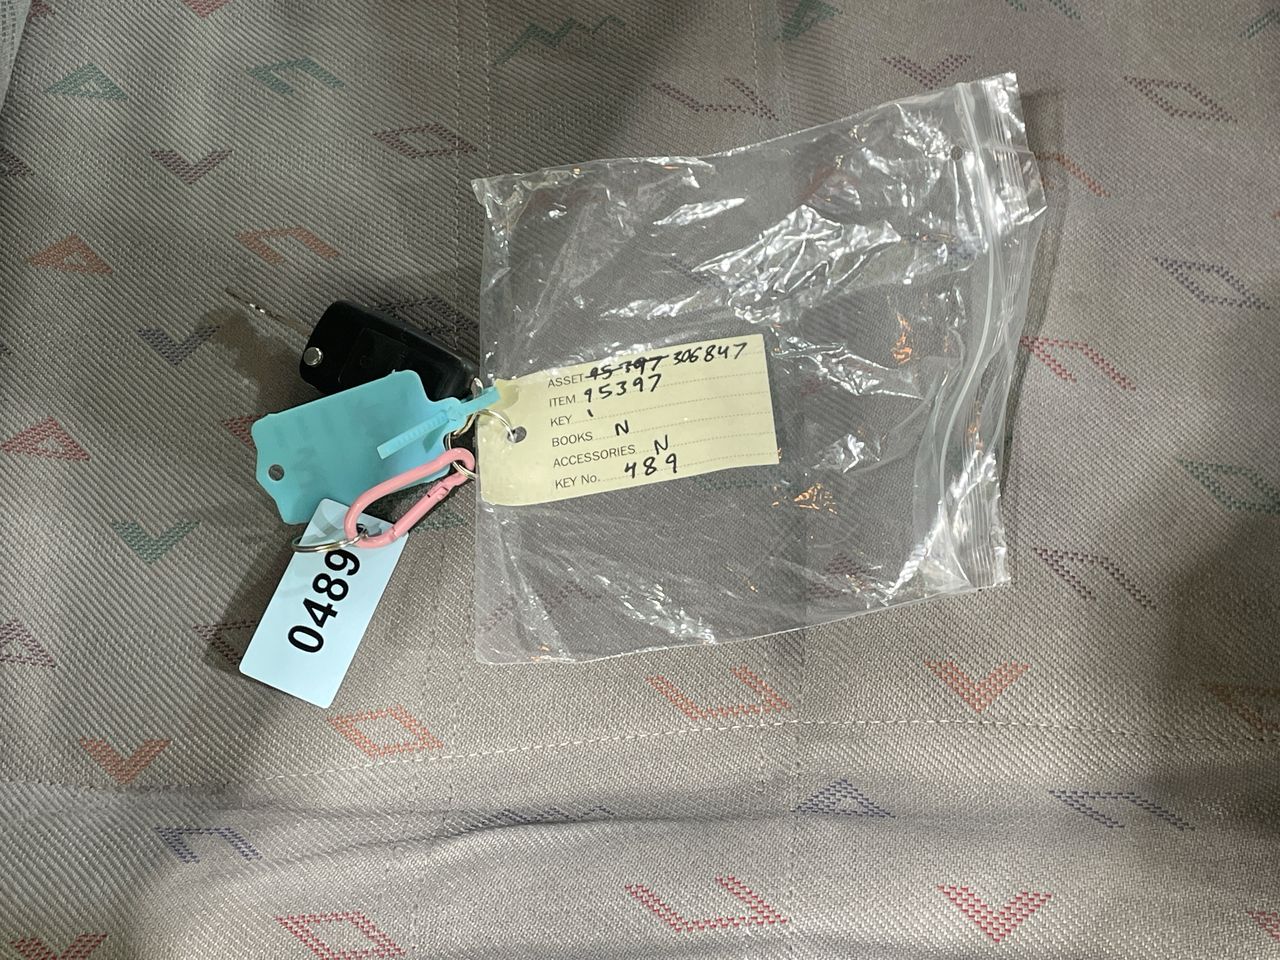 ASSET 95397 306847
ITEM 95397
KEY 1
BOOKS N
ACCESSORIES N
KEY No. 489
0489